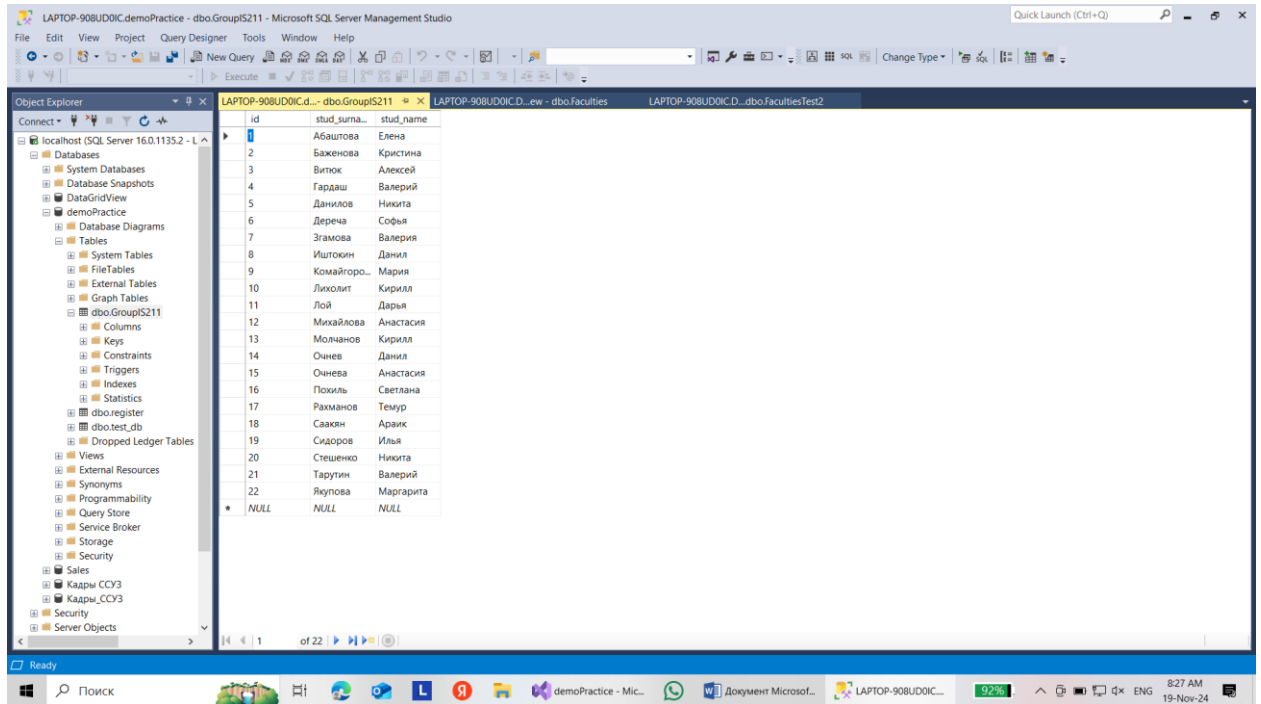 LAPTOP-908UD0IC.demoPractice - dbo.GroupIS211 - Microsoft SQL Server Management Studio
Quick Launch (Ctrl+Q)
File Edit View Project Query Designer Tools Window Help
New Query Change Type
Execute
Object Explorer
LAPTOP-908UD0IC.d...- dbo.GroupIS211 LAPTOP-908UD0IC.D...ew - dbo.Faculties LAPTOP-908UD0IC.D...dbo.FacultiesTest2
Connect
localhost (SQL Server 16.0.1135.2 - L
Databases
System Databases
Database Snapshots
DataGridView
demoPractice
Database Diagrams
Tables
System Tables
FileTables
External Tables
Graph Tables
dbo.GroupIS211
Columns
Keys
Constraints
Triggers
Indexes
Statistics
dbo.register
dbo.test_db
Dropped Ledger Tables
Views
External Resources
Synonyms
Programmability
Query Store
Service Broker
Storage
Security
Sales
Кадры ССУЗ
Кадры_ССУЗ
Security
Server Objects
id stud_surna... stud_name
1 Абаштова Елена
2 Баженова Кристина
3 Витюк Алексей
4 Гардаш Валерий
5 Данилов Никита
6 Дереча Софья
7 Згамова Валерия
8 Иштокин Данил
9 Комайгоро... Мария
10 Лихолит Кирилл
11 Лой Дарья
12 Михайлова Анастасия
13 Молчанов Кирилл
14 Очнев Данил
15 Очнева Анастасия
16 Похиль Светлана
17 Рахманов Темур
18 Саакян Араик
19 Сидоров Илья
20 Стешенко Никита
21 Тарутин Валерий
22 Якупова Маргарита
NULL NULL NULL
1 of 22
Ready
Поиск
L
Я
demoPractice - Mic...
Документ Microsof...
LAPTOP-908UD0IC....
92%
ENG
8:27 AM
19-Nov-24